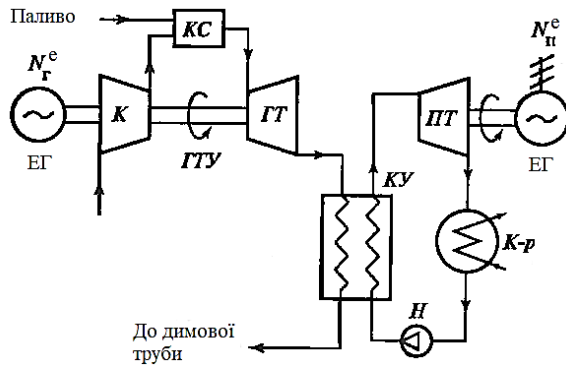 Паливо
КС
N
e
г
N
e
п
К
ГТ
ПТ
ЕГ
ГТУ
ЕГ
КУ
К-р
Н
До димової
труби